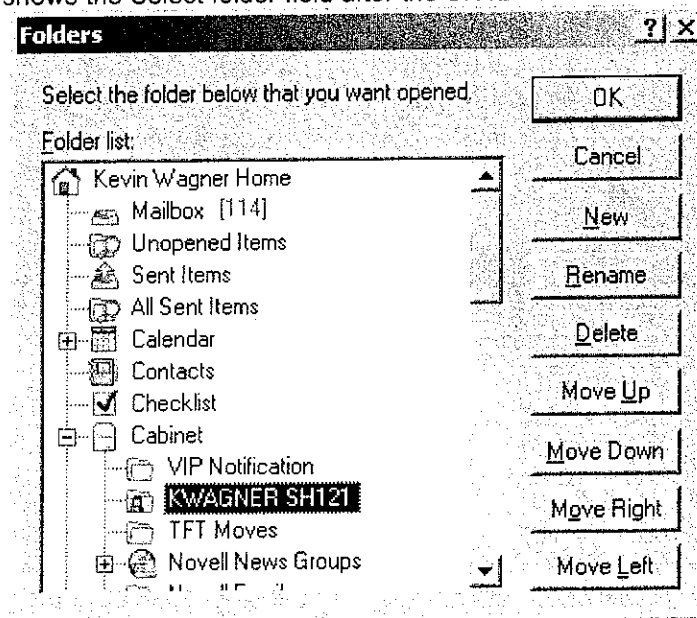 shows the Select folder field after the
Folders
? X
Select the folder below that you want opened.
Folder list:
Kevin Wagner Home
Mailbox [114]
Unopened Items
Sent Items
All Sent Items
Calendar
Contacts
Checklist
Cabinet
VIP Notification
KWAGNER SH121
TFT Moves
Novell News Groups
OK
Cancel
New
Rename
Delete
Move Up
Move Down
Move Right
Move Left